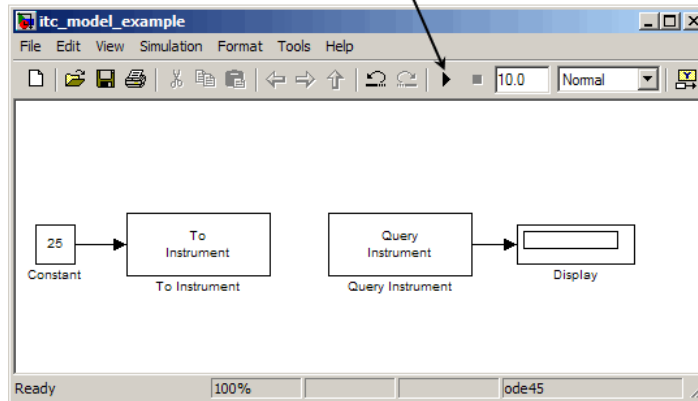 itc_model_example
File Edit View Simulation Format Tools Help
10.0 Normal
25
To
Instrument
Query
Instrument
Constant
To Instrument
Query Instrument
Display
Ready 100% ode45